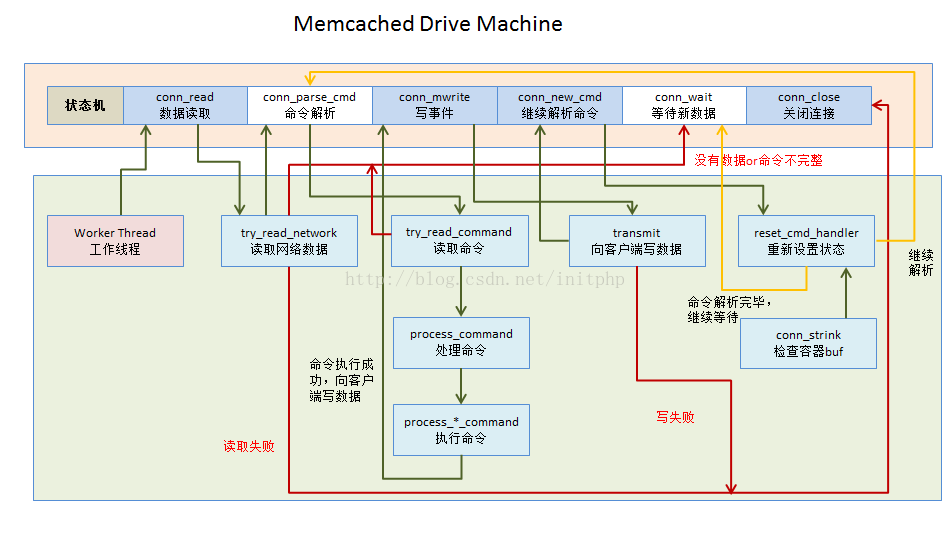 Memcached Drive Machine
状态机
conn_read
数据读取
conn_parse_cmd
命令解析
conn_mwrite
写事件
conn_new_cmd
继续解析命令
conn_wait
等待新数据
conn_close
关闭连接
没有数据or命令不完整
Worker Thread
工作线程
try_read_network
读取网络数据
try_read_command
读取命令
transmit
向客户端写数据
reset_cmd_handler
重新设置状态
继续
解析
http://blog.csdn.net/initphp
命令解析完毕，
继续等待
process_command
处理命令
conn_strink
检查容器buf
命令执行成
功，向客户
端写数据
process_*_command
执行命令
写失败
读取失败